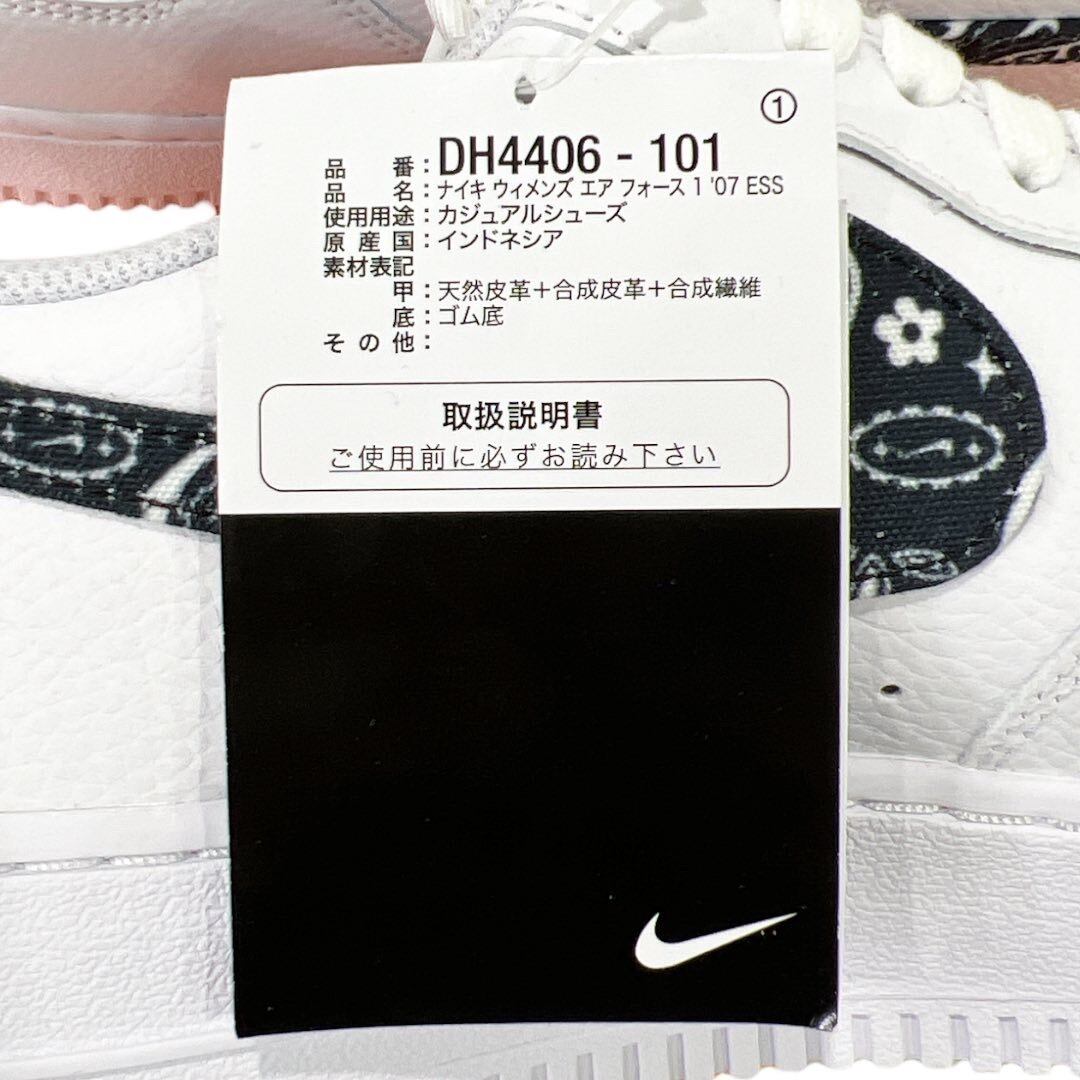 ①
品 番：DH4406 - 101
品 名：ナイキ ウィメンズ エア フォース 1 '07 ESS
使用用途：カジュアルシューズ
原産国：インドネシア
素材表記
甲：天然皮革＋合成皮革＋合成繊維
底：ゴム底
その他：
取扱説明書
ご使用前に必ずお読み下さい